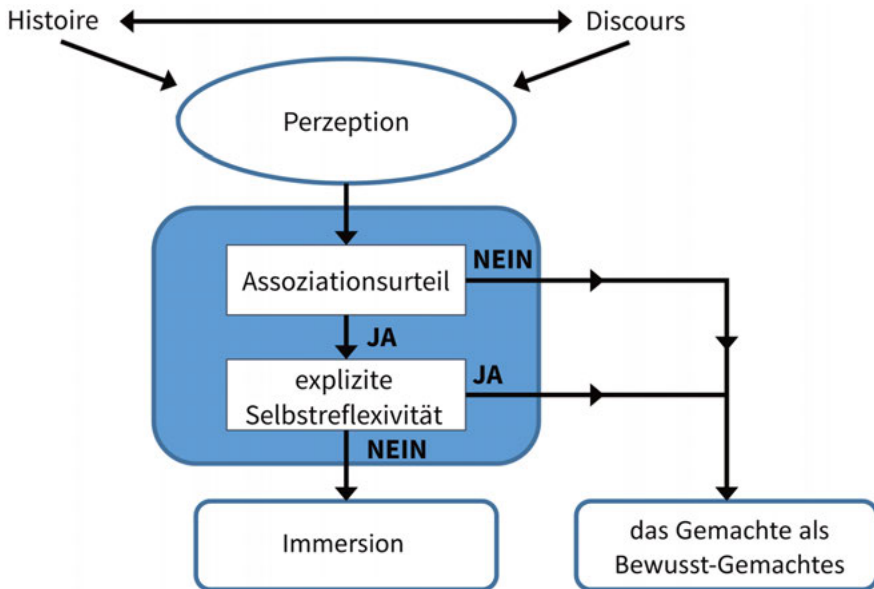 Histoire
Discours
Perzeption
Assoziationsurteil
NEIN
JA
explizite
Selbstreflexivität
JA
NEIN
Immersion
das Gemachte als
Bewusst-Gemachtes